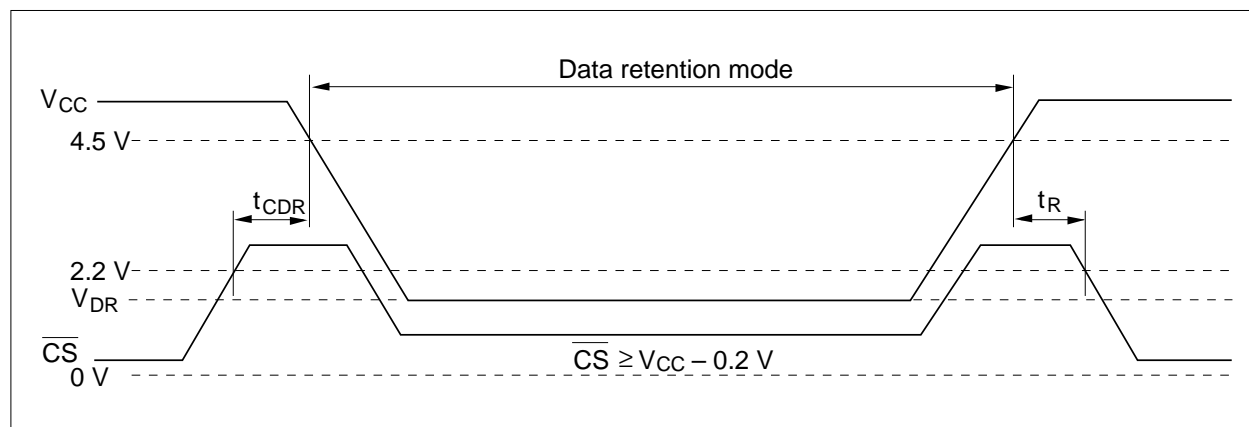 Data retention mode
VCC
4.5 V
tCDR
tR
2.2 V
VDR
CS
CS ≥ VCC – 0.2 V
0 V